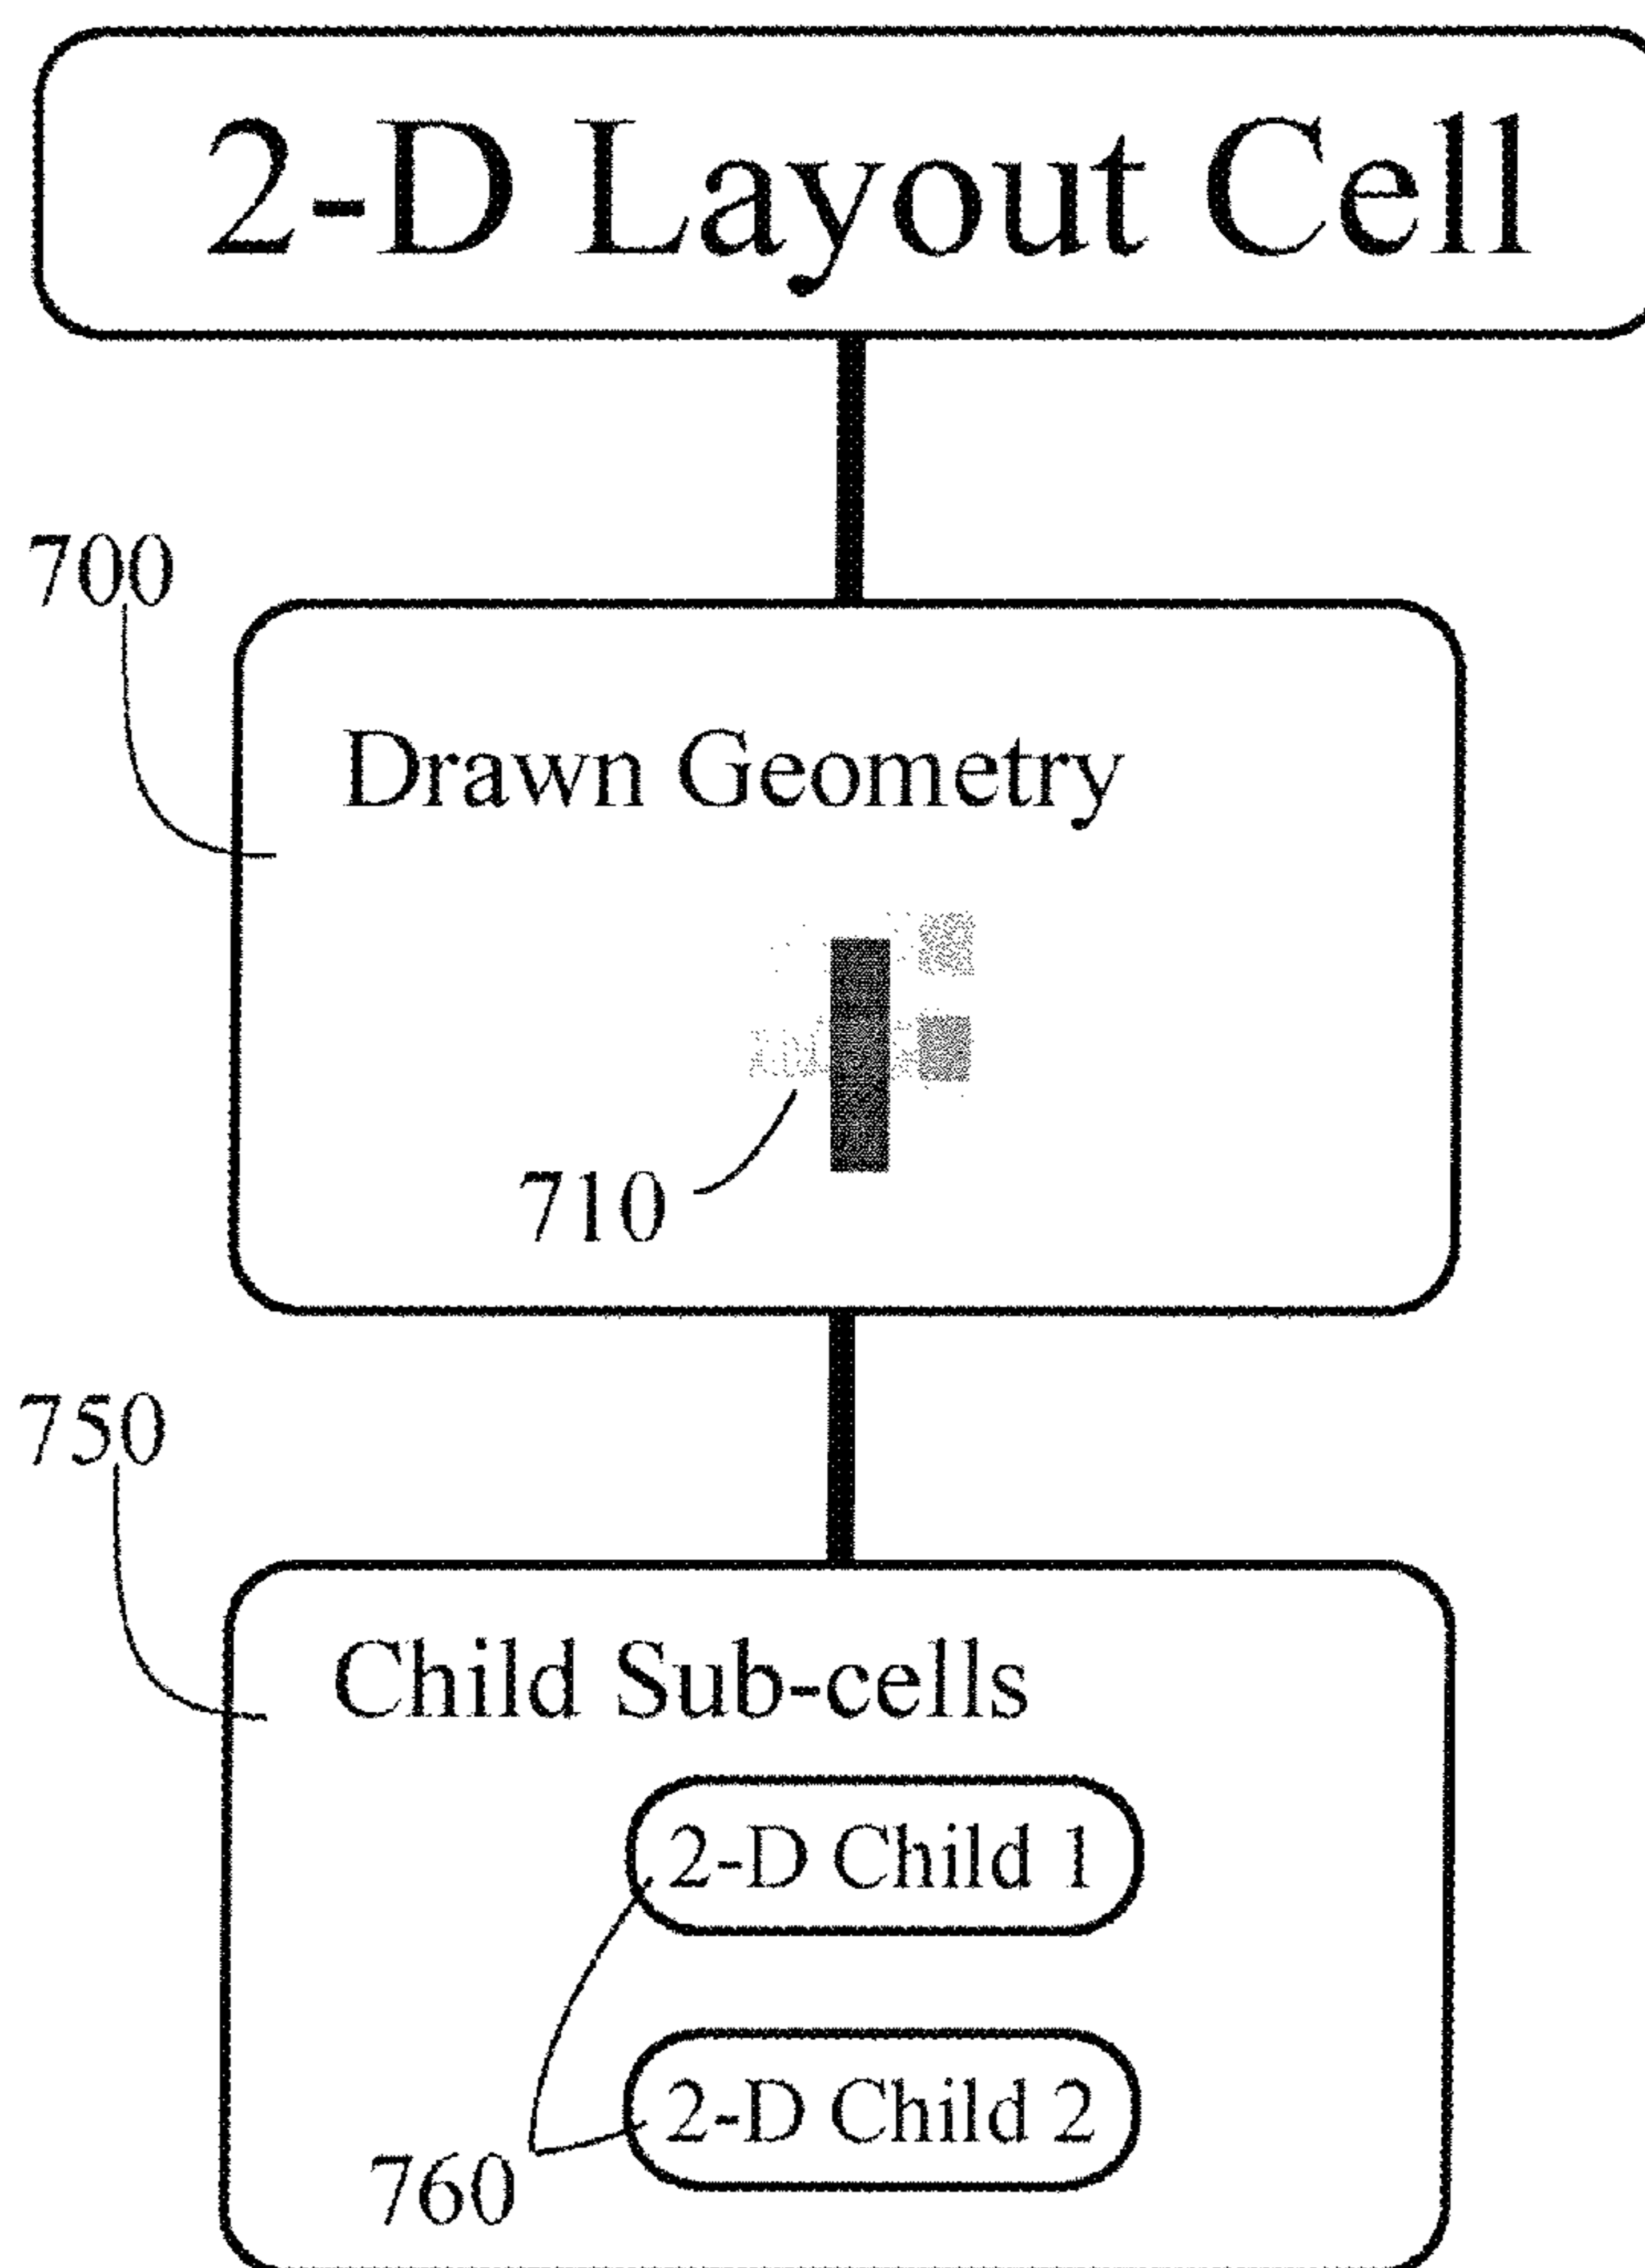 2-D Layout Cell
700
Drawn Geometry
710
750
Child Sub-cells
2-D Child 1
2-D Child 2
760